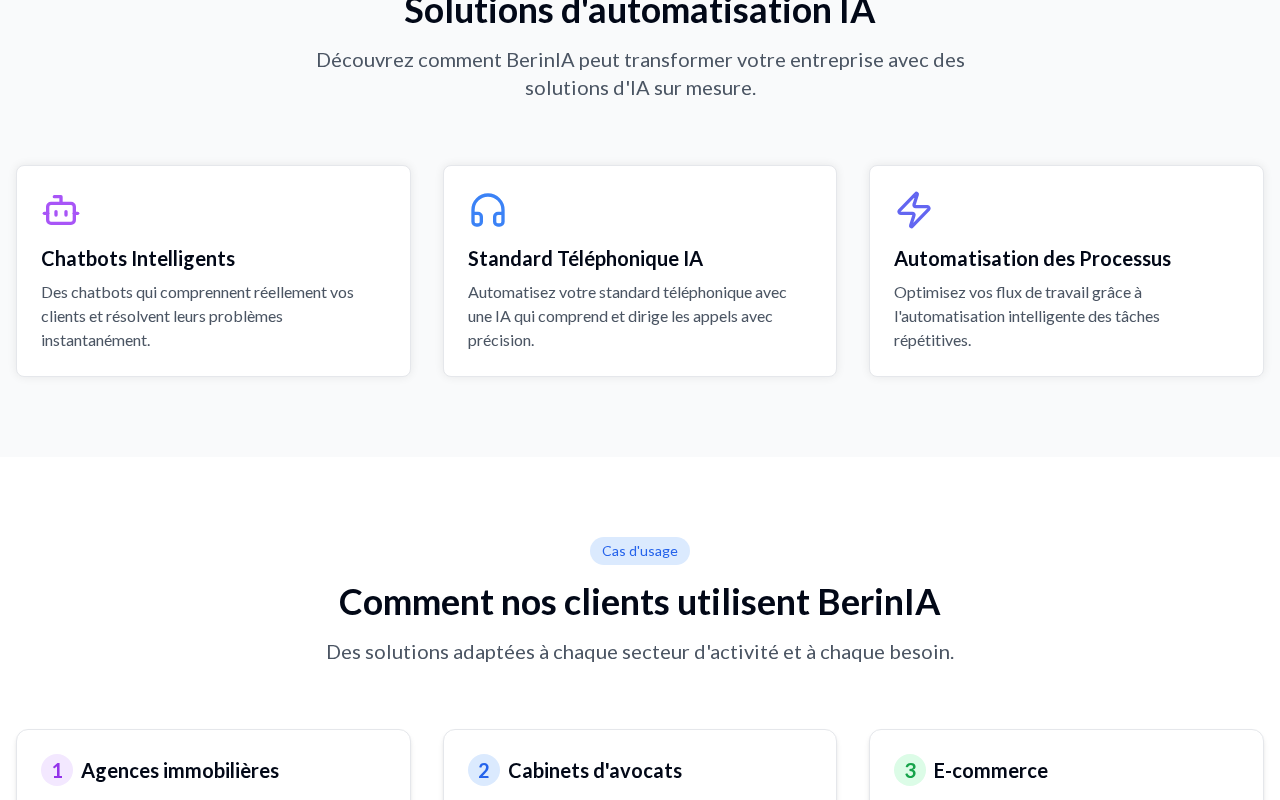 Solutions d'automatisation IA
Découvrez comment BerinIA peut transformer votre entreprise avec des
solutions d'IA sur mesure.
Chatbots Intelligents
Des chatbots qui comprennent réellement vos
clients et résolvent leurs problèmes
instantanément.
Standard Téléphonique IA
Automatisez votre standard téléphonique avec
une IA qui comprend et dirige les appels avec
précision.
Automatisation des Processus
Optimisez vos flux de travail grâce à
l'automatisation intelligente des tâches
répétitives.
Cas d'usage
Comment nos clients utilisent BerinIA
Des solutions adaptées à chaque secteur d'activité et à chaque besoin.
1 Agences immobilières
2 Cabinets d'avocats
3 E-commerce